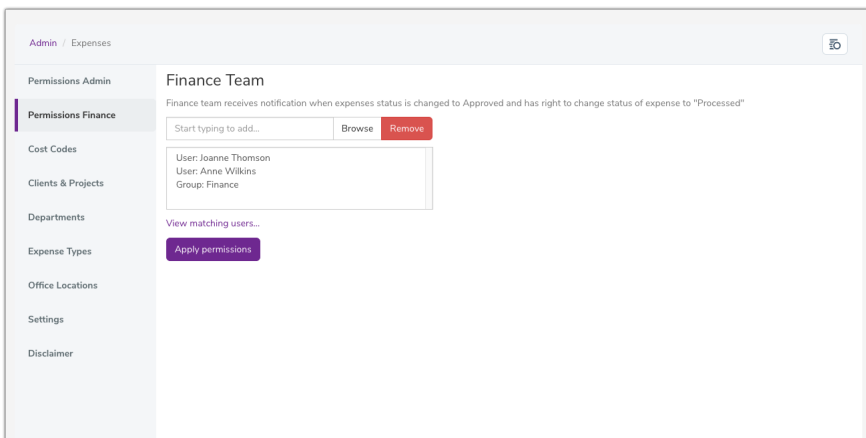 Admin / Expenses
Permissions Admin
Permissions Finance
Cost Codes
Clients & Projects
Departments
Expense Types
Office Locations
Settings
Disclaimer
Finance Team
Finance team receives notification when expenses status is changed to Approved and has right to change status of expense to "Processed"
Start typing to add... Browse Remove
User: Joanne Thomson
User: Anne Wilkins
Group: Finance
View matching users...
Apply permissions